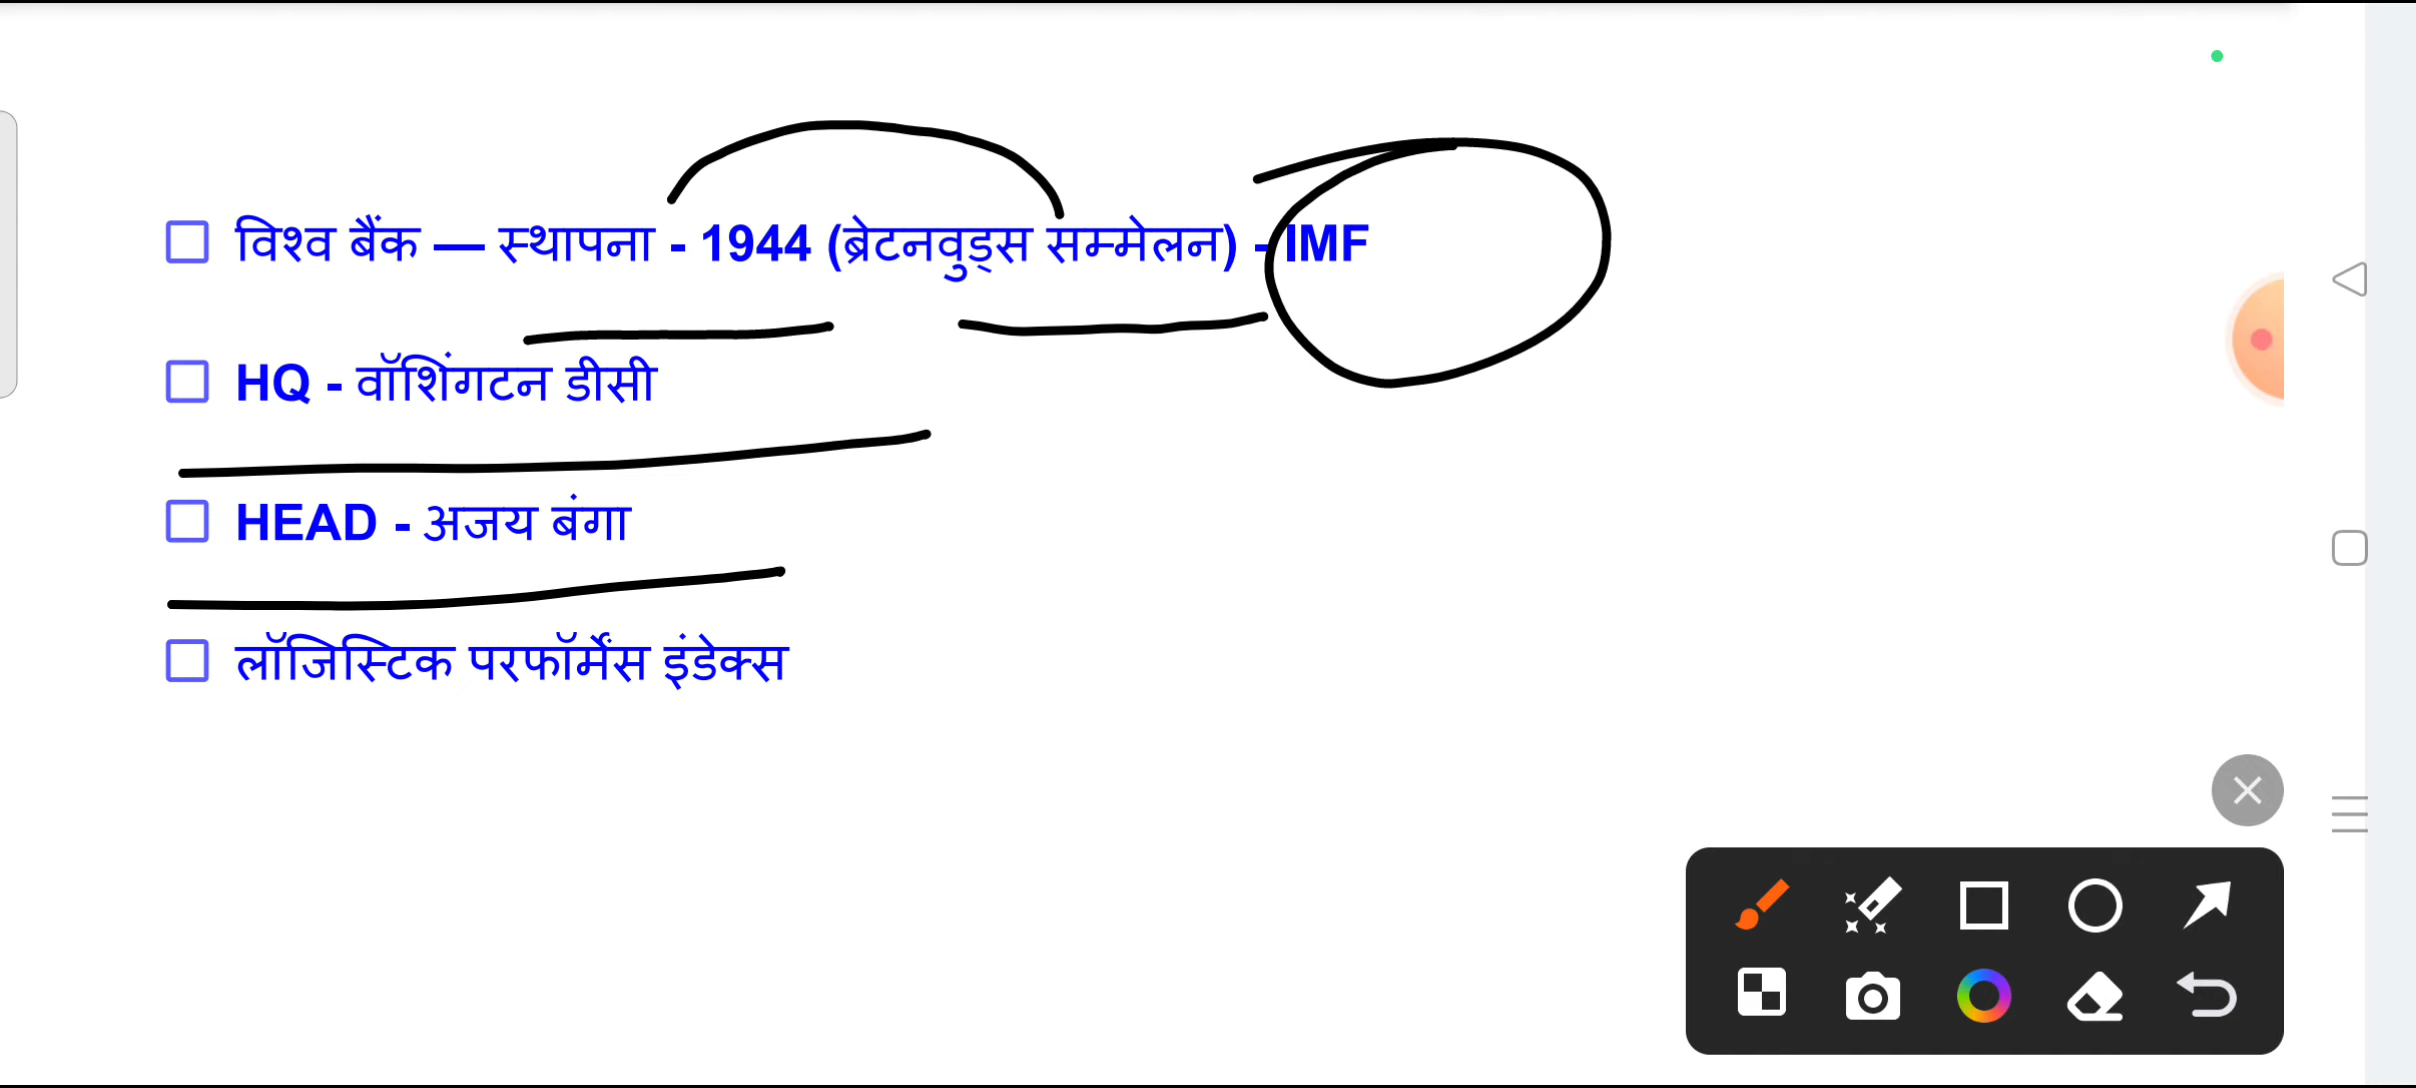 विश्व बैंक — स्थापना - 1944 (ब्रेटनवुड्स सम्मेलन) - IMF
HQ - वॉशिंगटन डीसी
HEAD - अजय बंगा
लॉजिस्टिक परफॉर्मेंस इंडेक्स